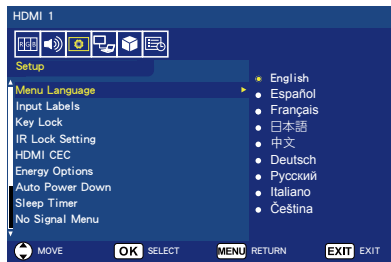 HDMI 1
RGB
Setup
Menu Language
Input Labels
Key Lock
IR Lock Setting
HDMI CEC
Energy Options
Auto Power Down
Sleep Timer
No Signal Menu
English
Español
Français
日本語
中文
Deutsch
Русский
Italiano
Čeština
MOVE OK SELECT MENU RETURN EXIT EXIT